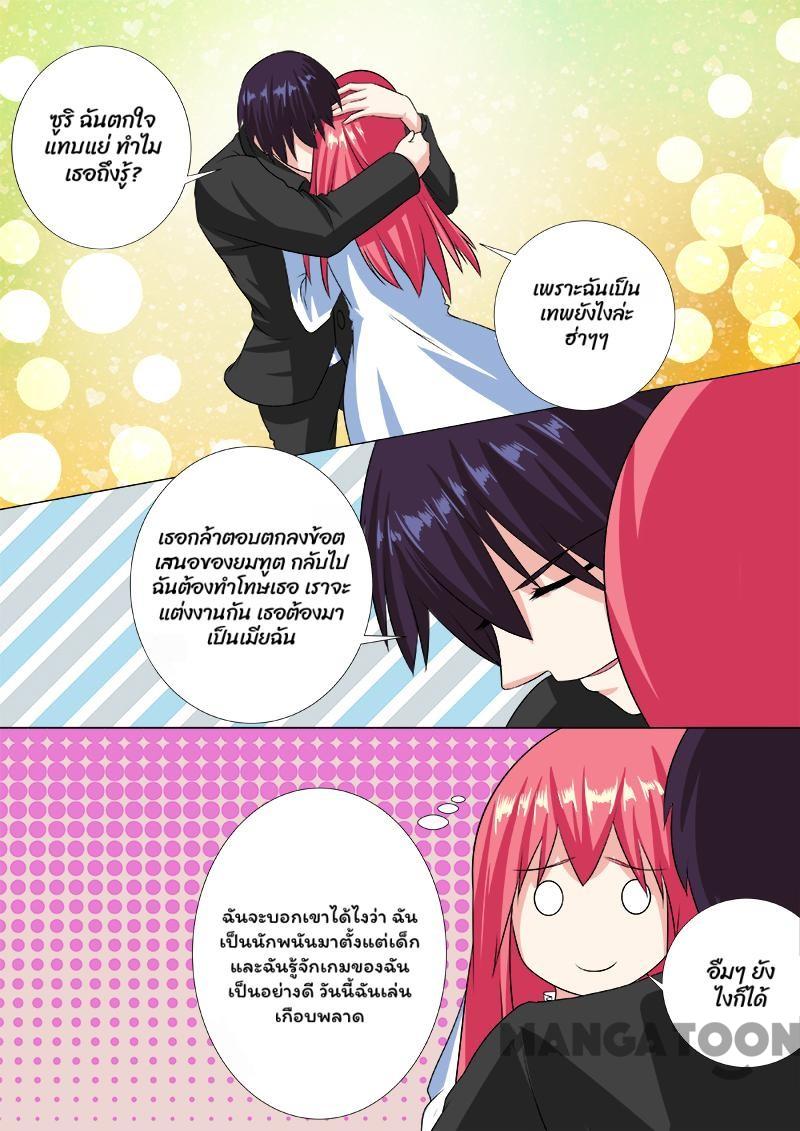 ซูริ ฉันตกใจ
แทบแย่ ทำไม
เธอถึงรู้?
เพราะฉันเป็น
เทพยังไงล่ะ
ฮ่าๆๆ
เธอกล้าตอบตกลงข้อต
เสนอของยมทูต กลับไป
ฉันต้องทำโทษเธอ เราจะ
แต่งงานกัน เธอต้องมา
เป็นเมียฉัน
ฉันจะบอกเขาได้ไงว่า ฉัน
เป็นนักพนันมาตั้งแต่เด็ก
และฉันรู้จักเกมของฉัน
เป็นอย่างดี วันนี้ฉันเล่น
เกือบพลาด
อืมๆ ยัง
ไงก็ได้
MANGATOON